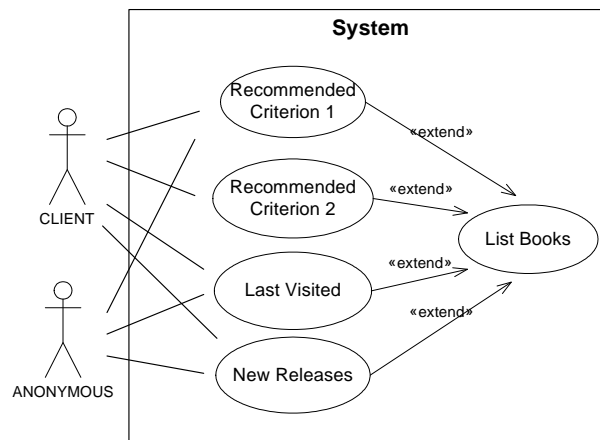 System
Recommended
Criterion 1
«extend»
CLIENT
Recommended
Criterion 2
«extend»
List Books
Last Visited
«extend»
ANONYMOUS
New Releases
«extend»